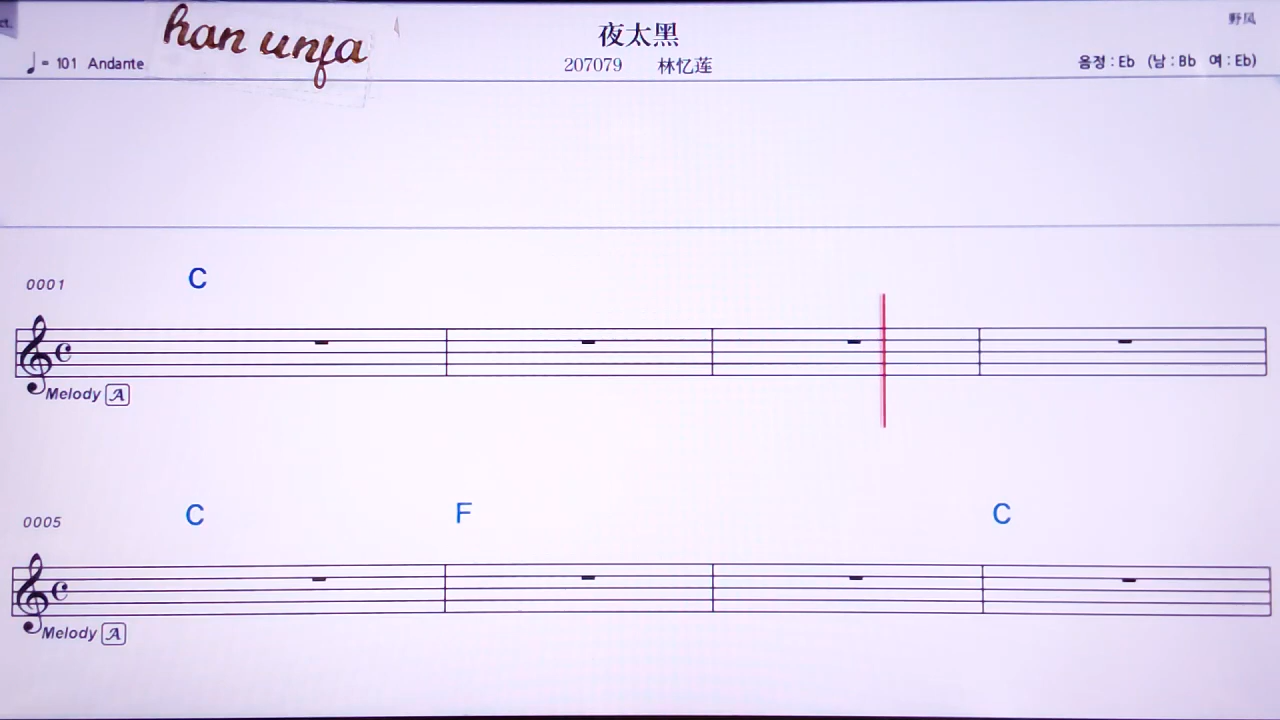 ct.
han unfa
夜太黑
野风
♩ = 101 Andante
207079 林忆莲
음정 : Eb (남 : Bb 여 : Eb)
0001 C
Melody A
0005 C F C
Melody A